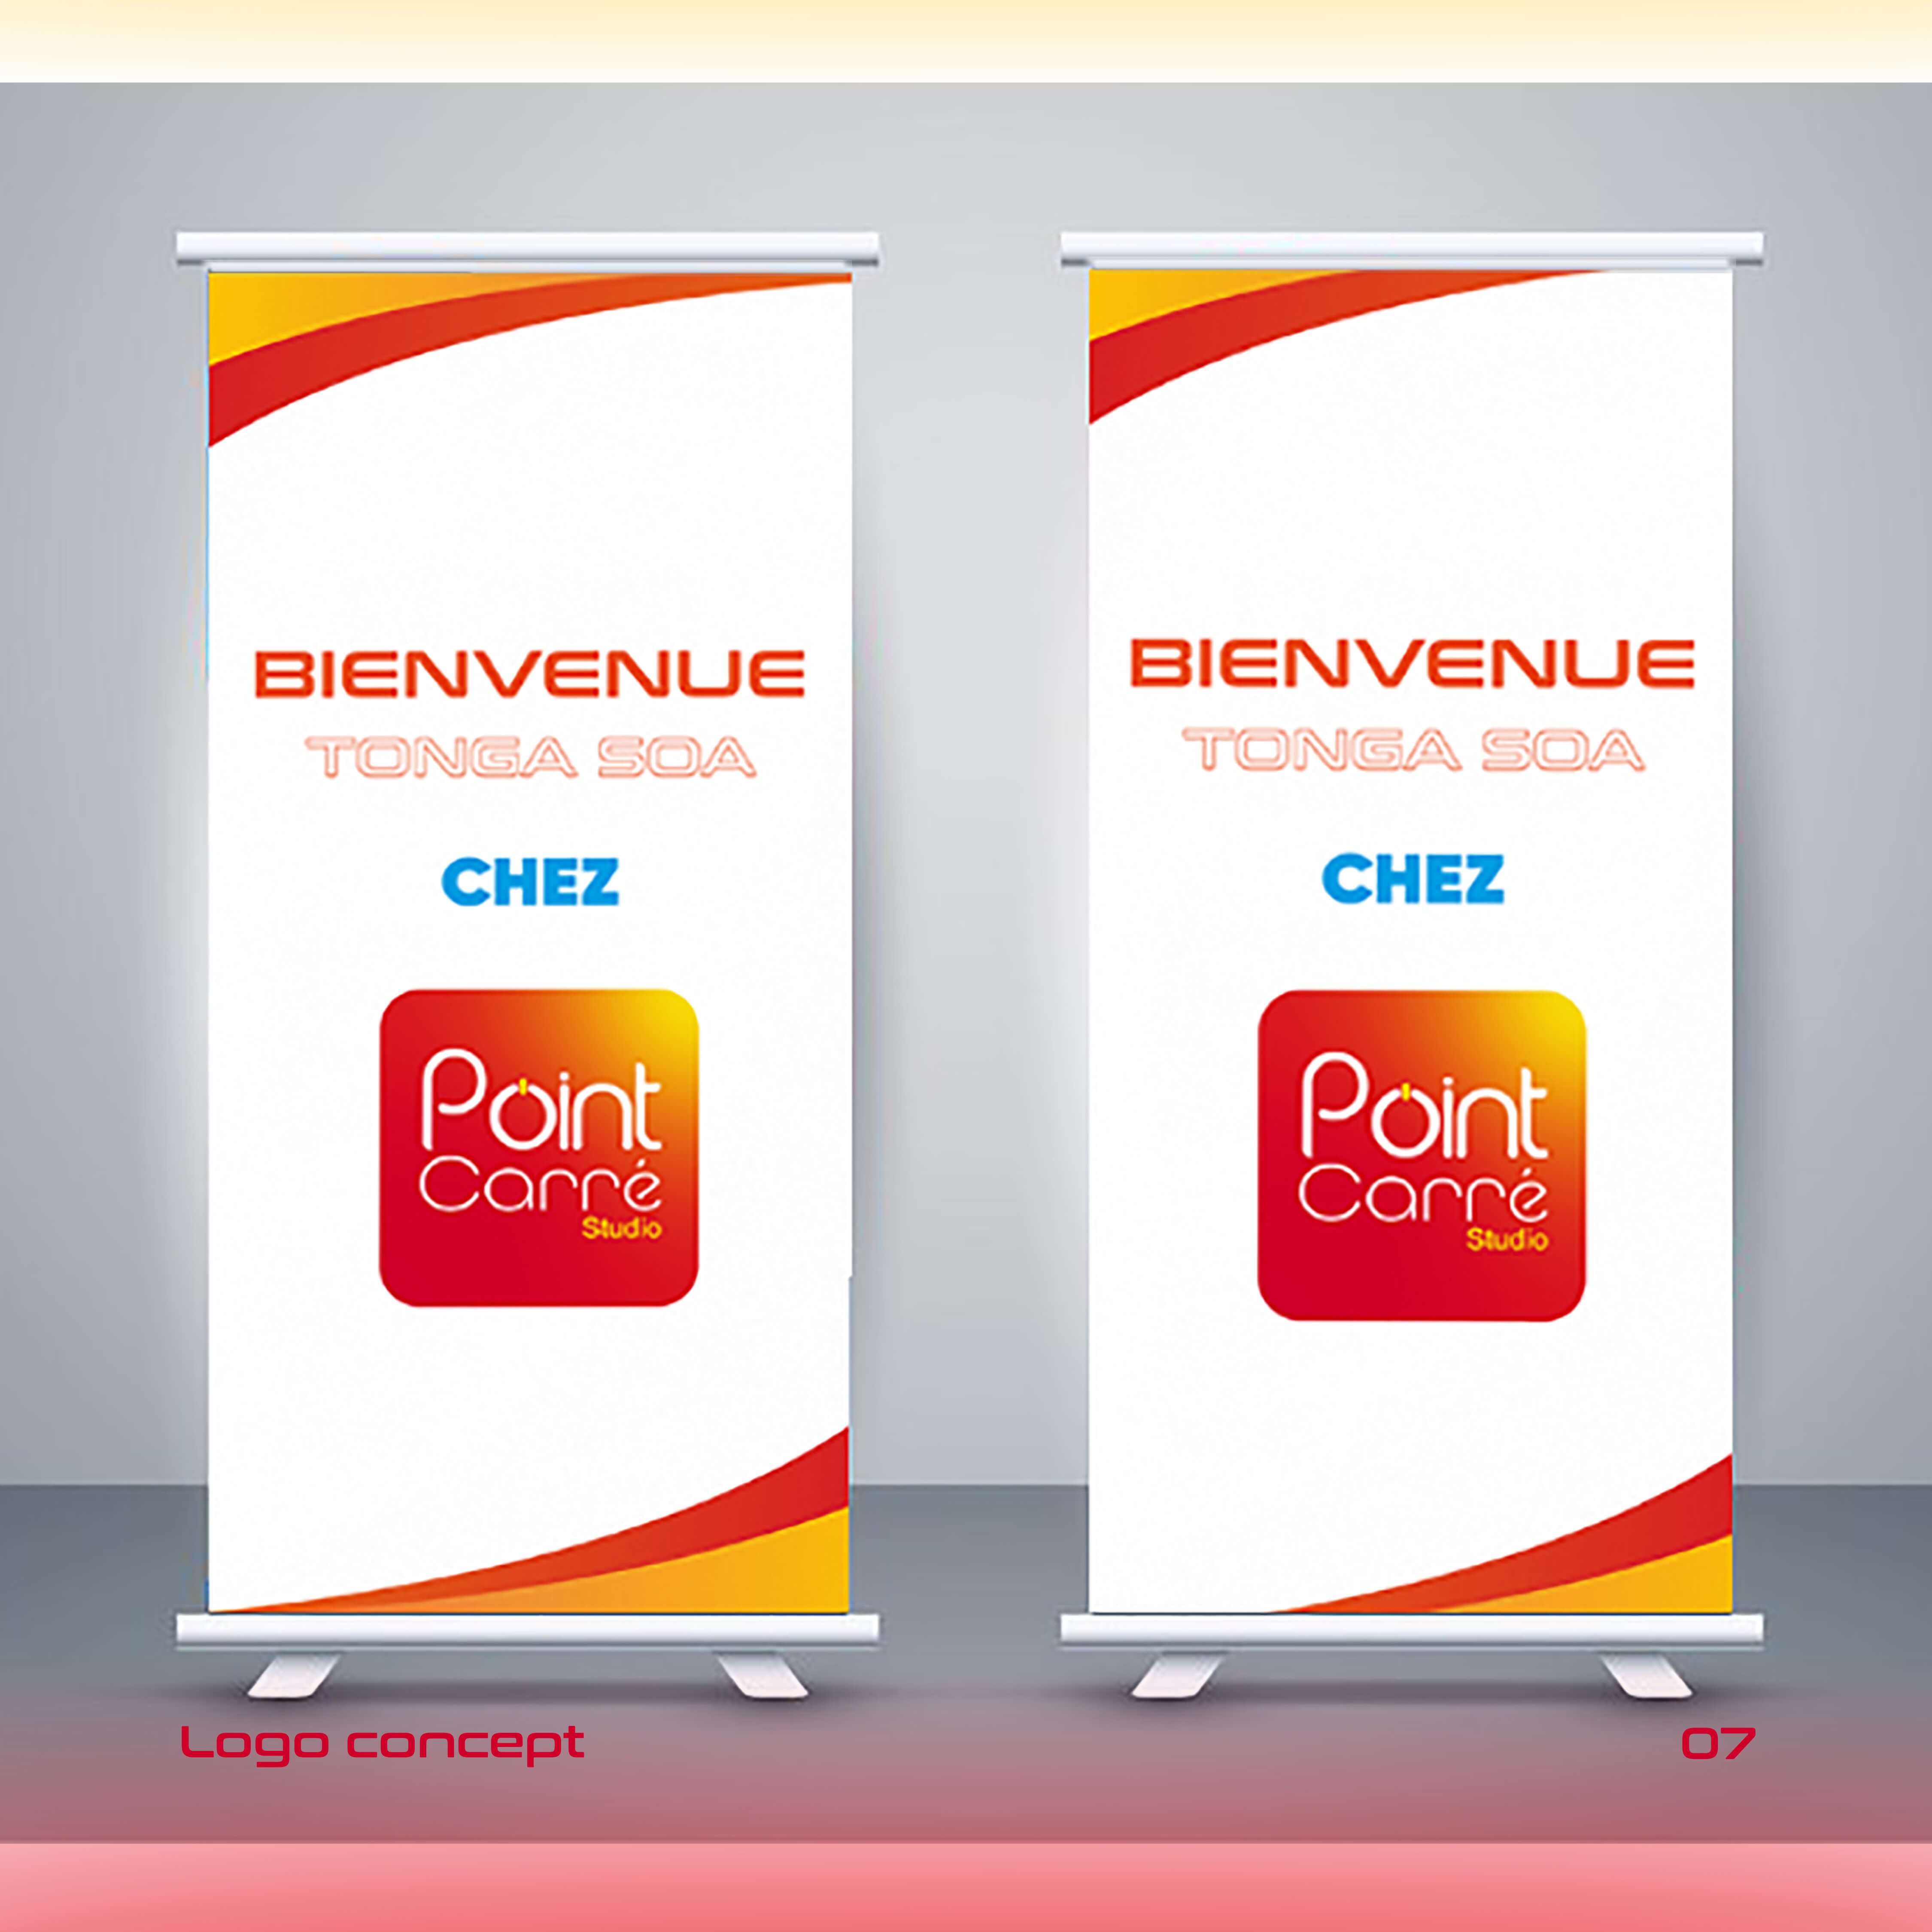 BIENVENUE
TONGA SOA
CHEZ
Point
Carré
Studio
BIENVENUE
TONGA SOA
CHEZ
Point
Carré
Studio
Logo concept
07